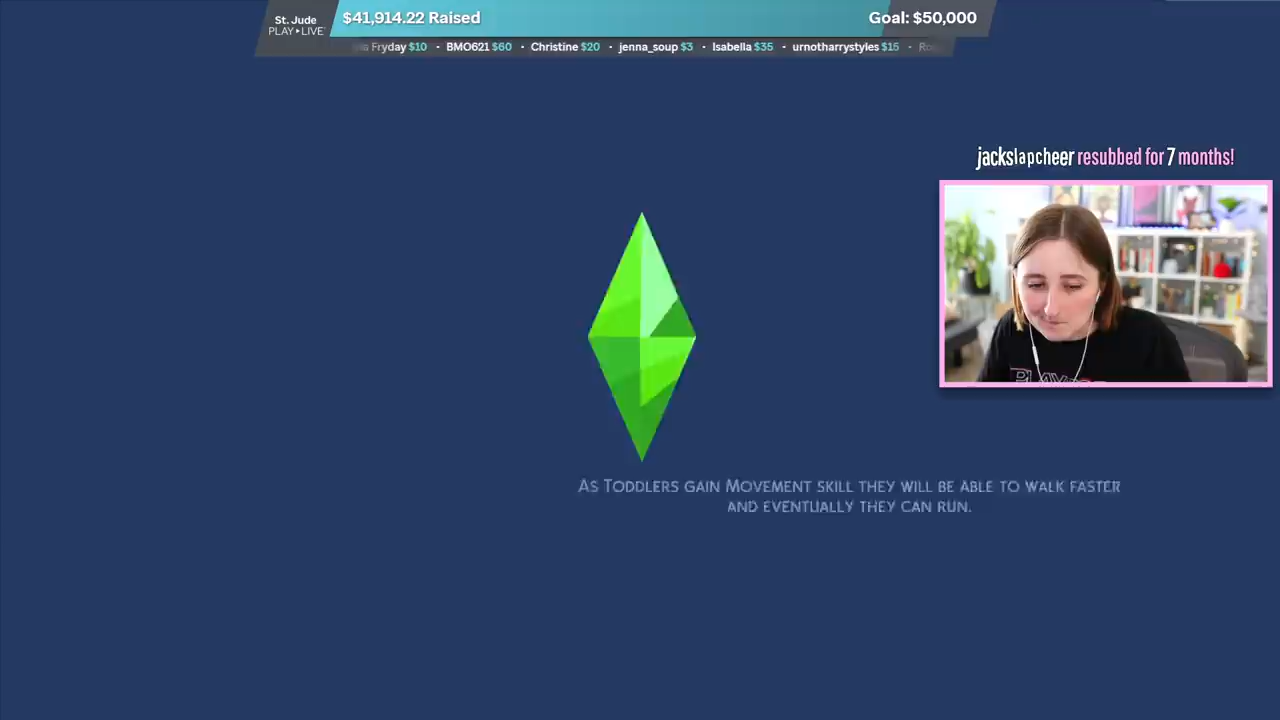 St. Jude
PLAY LIVE
$41,914.22 Raised
Goal: $50,000
Fryday $10 · BMO621 $60 · Christine $20 · jenna_soup $3 · Isabella $35 · urnotharrystyles $15 ·
jackslapcheer resubbed for 7 months!
AS TODDLERS GAIN MOVEMENT SKILL THEY WILL BE ABLE TO WALK FASTER
AND EVENTUALLY THEY CAN RUN.